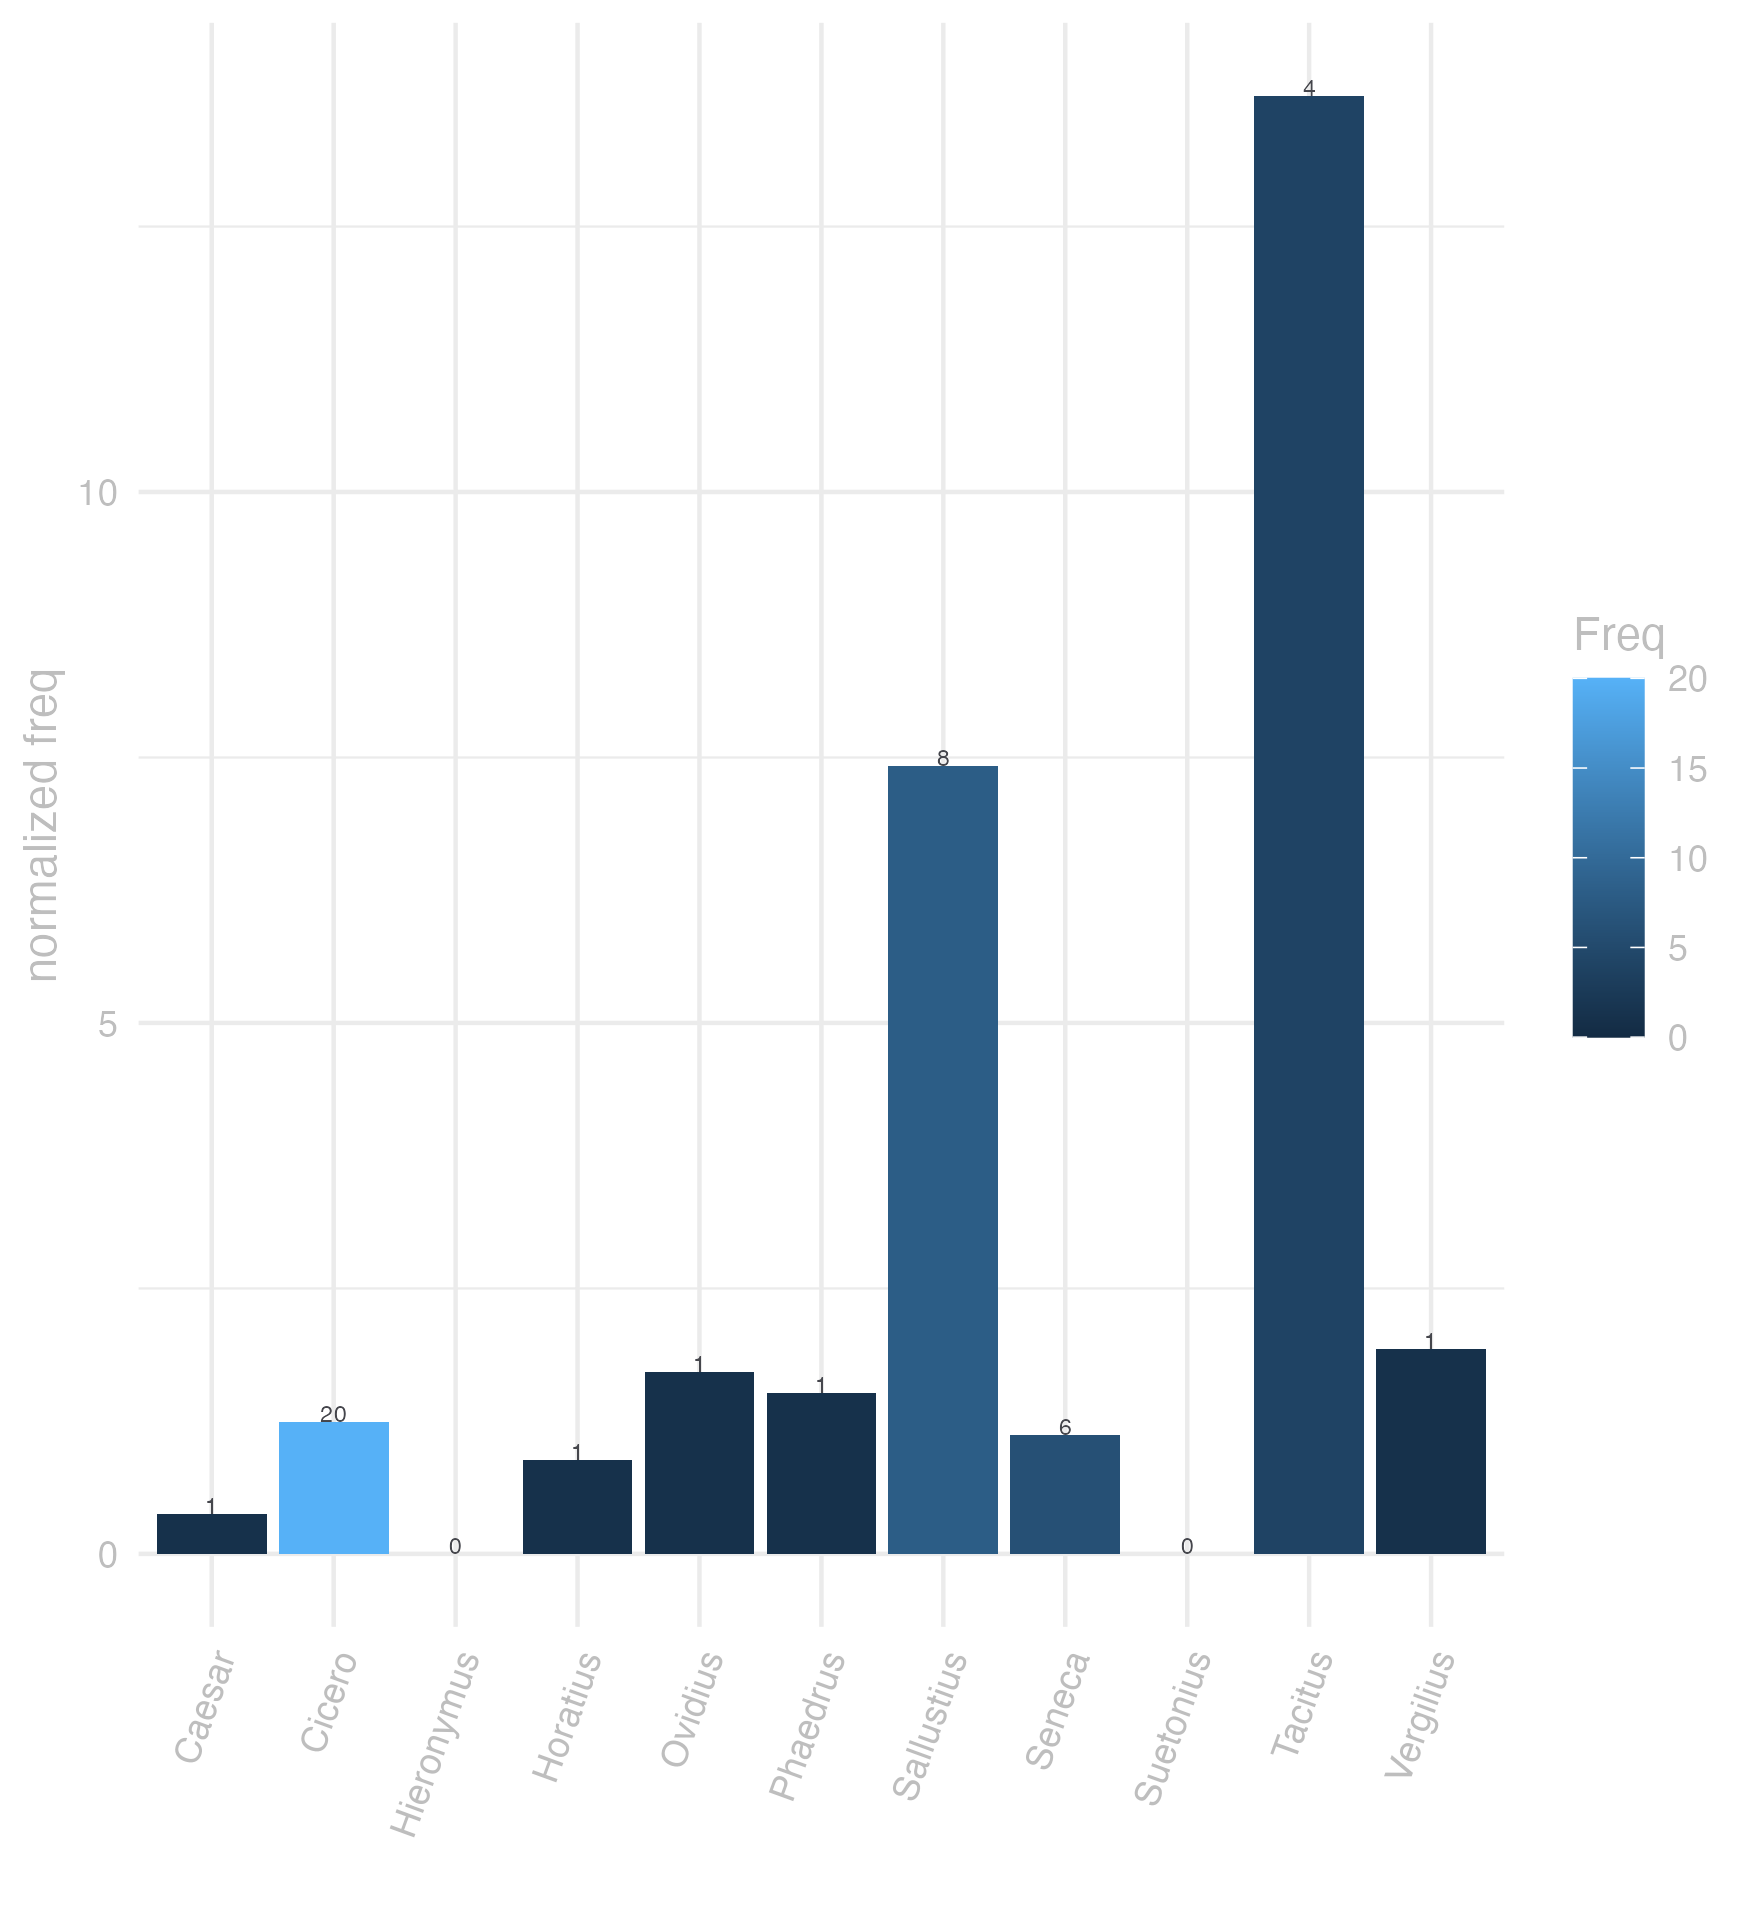 4
10
8
normalized freq
5
1
1
1
20
6
1
1
0
0
0
Caesar
Cicero
Hieronymus
Horatius
Ovidius
Phaedrus
Sallustius
Seneca
Suetonius
Tacitus
Vergilius
Freq
20
15
10
5
0